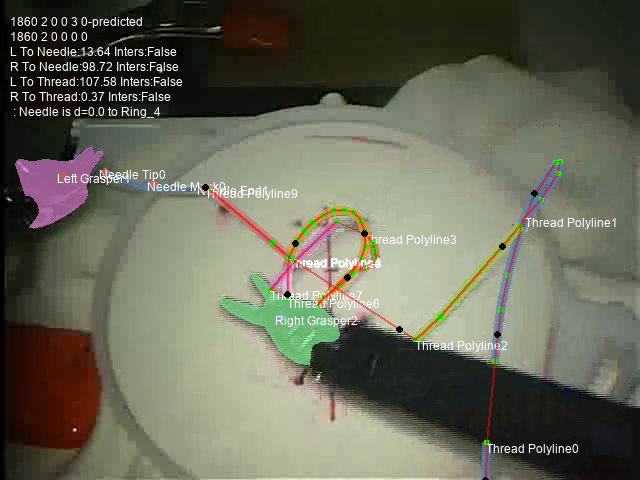 1860 2 0 0 3 0-predicted
1860 2 0 0 0 0
L To Needle:13.64 Inters:False
R To Needle:98.72 Inters:False
L To Thread:107.58 Inters:False
R To Thread:0.37 Inters:False
: Needle is d=0.0 to Ring_4
Needle Tip0
Left Grasper1
Thread Polyline9
Thread Polyline1
Thread Polyline3
Thread Polyline7
Thread Polyline6
Right Grasper2
Thread Polyline2
Thread Polyline0